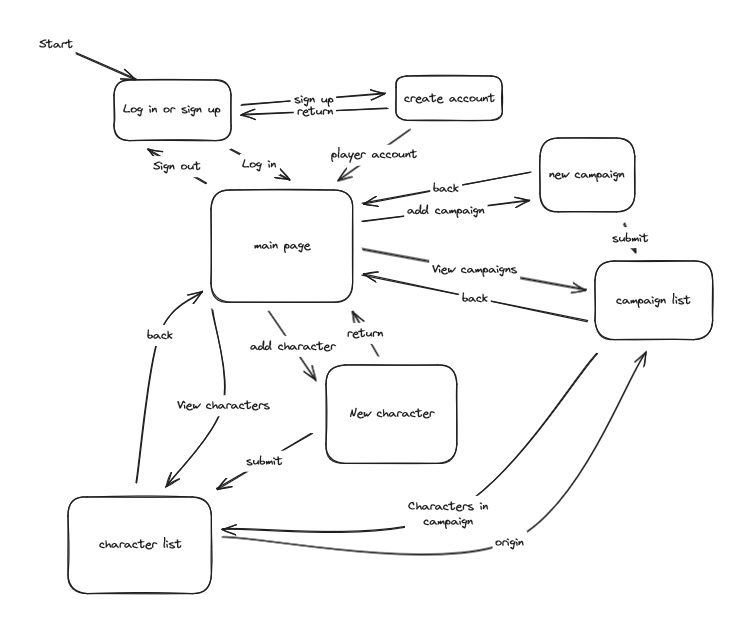 Start
Log in or sign up
sign up
return
create account
player account
Sign out
Log in
new campaign
back
add campaign
main page
submit
View campaigns
back
campaign list
back
add character
return
View characters
New character
submit
Characters in
campaign
character list
origin